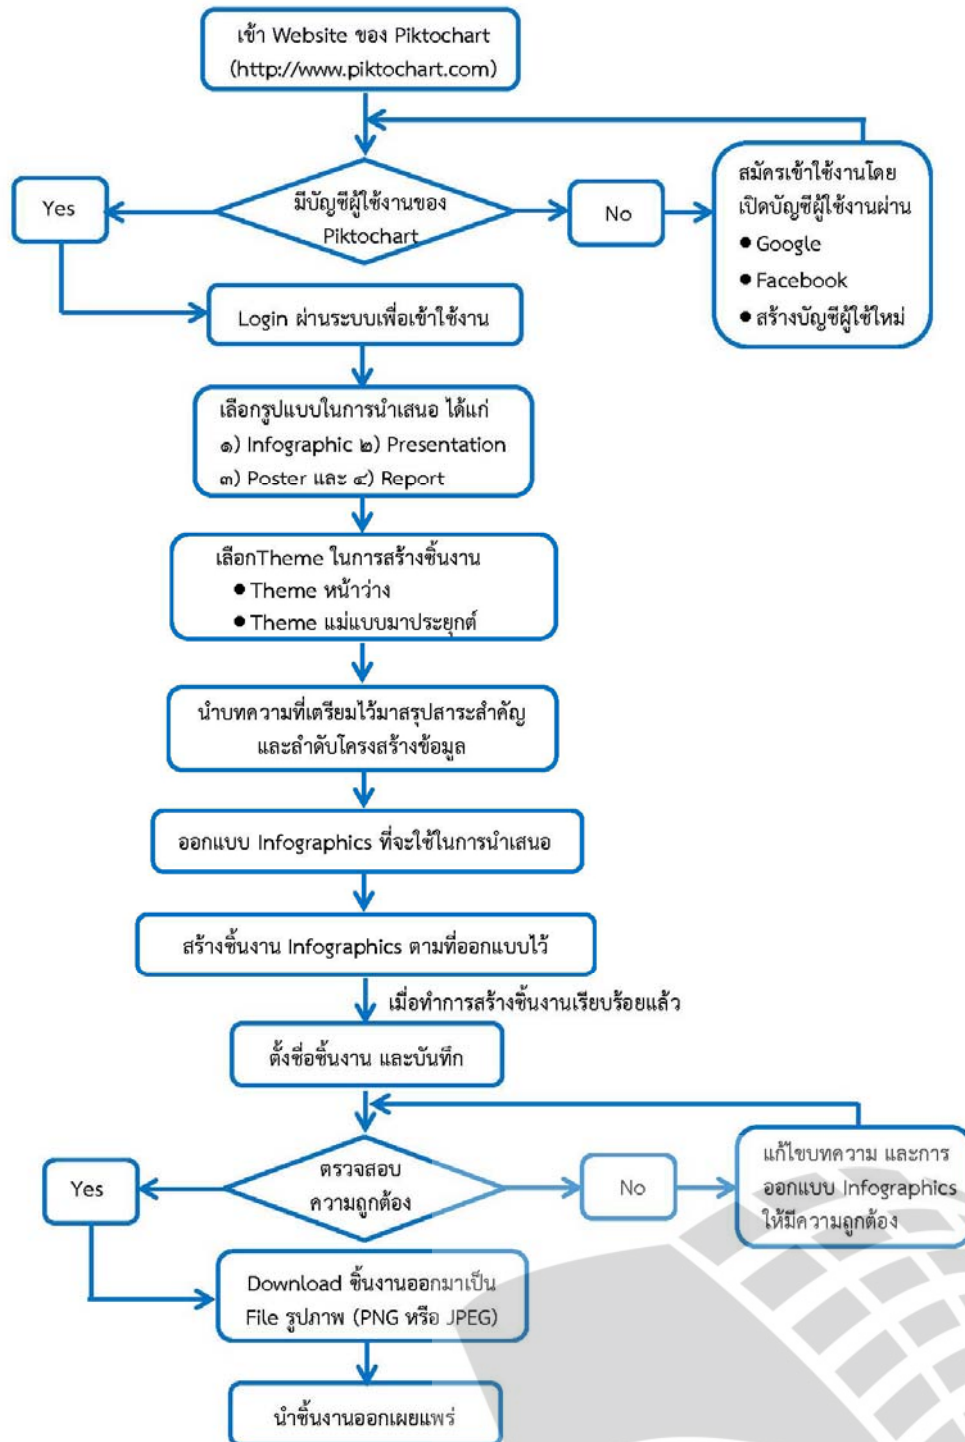 เข้า Website ของ Piktochart
(http://www.piktochart.com)
มีบัญชีผู้ใช้งานของ
Piktochart
Yes
No
สมัครเข้าใช้งานโดย
เปิดบัญชีผู้ใช้งานผ่าน
● Google
● Facebook
● สร้างบัญชีผู้ใช้ใหม่
Login ผ่านระบบเพื่อเข้าใช้งาน
เลือกรูปแบบในการนำเสนอ ได้แก่
๑) Infographic ๒) Presentation
๓) Poster และ ๔) Report
เลือกTheme ในการสร้างชิ้นงาน
● Theme หน้าว่าง
● Theme แม่แบบมาประยุกต์
นำบทความที่เตรียมไว้มาสรุปสาระสำคัญ
และลำดับโครงสร้างข้อมูล
ออกแบบ Infographics ที่จะใช้ในการนำเสนอ
สร้างชิ้นงาน Infographics ตามที่ออกแบบไว้
เมื่อทำการสร้างชิ้นงานเรียบร้อยแล้ว
ตั้งชื่อชิ้นงาน และบันทึก
ตรวจสอบ
ความถูกต้อง
Yes
No
แก้ไขบทความ และการ
ออกแบบ Infographics
ให้มีความถูกต้อง
Download ชิ้นงานออกมาเป็น
File รูปภาพ (PNG หรือ JPEG)
นำชิ้นงานออกเผยแพร่